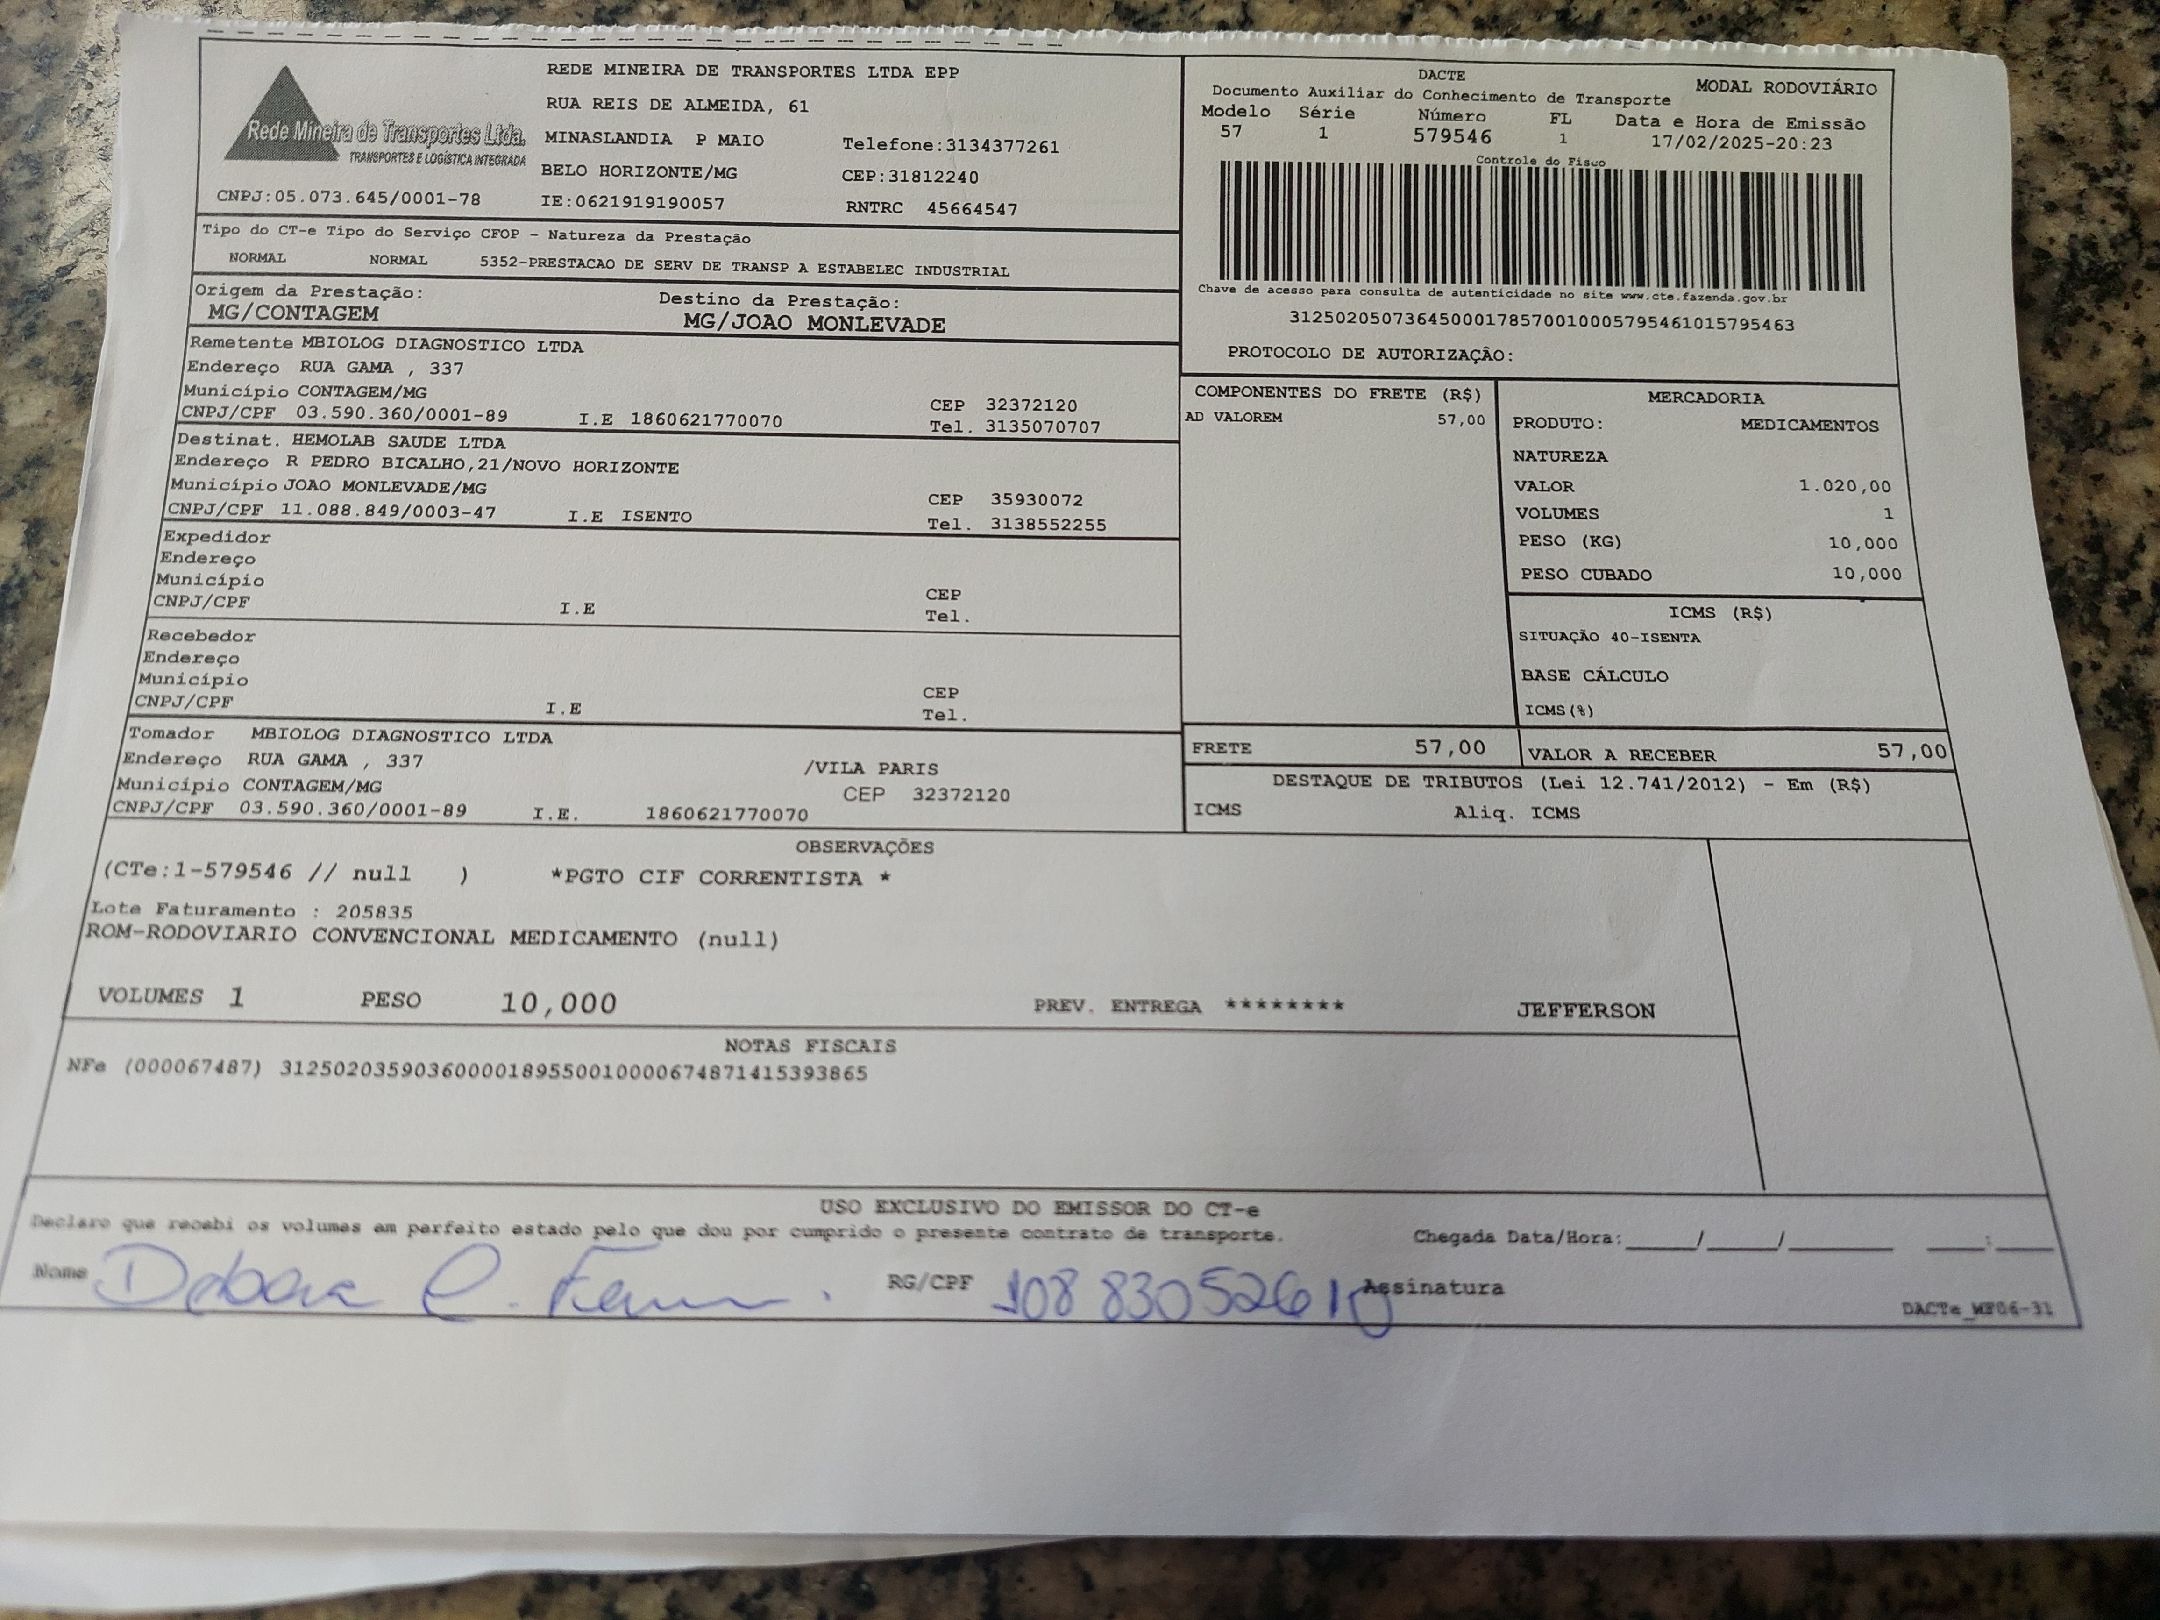 Rede Mineira de Transportes Ltda.
TRANSPORTES E LOGÍSTICA INTEGRADA
CNPJ:05.073.645/0001-78
REDE MINEIRA DE TRANSPORTES LTDA EPP
RUA REIS DE ALMEIDA, 61
MINASLANDIA P MAIO Telefone:3134377261
BELO HORIZONTE/MG CEP:31812240
IE:0621919190057 RNTRC 45664547
DACTE MODAL RODOVIÁRIO
Documento Auxiliar do Conhecimento de Transporte
Modelo Série Número FL Data e Hora de Emissão
57 1 579546 1 17/02/2025-20:23
Controle do Fisco
Chave de acesso para consulta de autenticidade no site www.cte.fazenda.gov.br
31250205073645000178570010005795461015795463
PROTOCOLO DE AUTORIZAÇÃO:
Tipo do CT-e Tipo do Serviço CFOP - Natureza da Prestação
NORMAL NORMAL 5352-PRESTACAO DE SERV DE TRANSP A ESTABELEC INDUSTRIAL
Origem da Prestação: Destino da Prestação:
MG/CONTAGEM MG/JOAO MONLEVADE
Remetente MBIOLOG DIAGNOSTICO LTDA
Endereço RUA GAMA , 337
Município CONTAGEM/MG CEP 32372120
CNPJ/CPF 03.590.360/0001-89 I.E 1860621770070 Tel. 3135070707
Destinat. HEMOLAB SAUDE LTDA
Endereço R PEDRO BICALHO,21/NOVO HORIZONTE
Município JOAO MONLEVADE/MG CEP 35930072
CNPJ/CPF 11.088.849/0003-47 I.E ISENTO Tel. 3138552255
Expedidor
Endereço
Município CEP
CNPJ/CPF I.E Tel.
Recebedor
Endereço
Município CEP
CNPJ/CPF I.E Tel.
Tomador MBIOLOG DIAGNOSTICO LTDA
Endereço RUA GAMA , 337 /VILA PARIS
Município CONTAGEM/MG CEP 32372120
CNPJ/CPF 03.590.360/0001-89 I.E. 1860621770070
COMPONENTES DO FRETE (R$)
AD VALOREM 57,00
MERCADORIA
PRODUTO: MEDICAMENTOS
NATUREZA
VALOR 1.020,00
VOLUMES 1
PESO (KG) 10,000
PESO CUBADO 10,000
ICMS (R$)
SITUAÇÃO 40-ISENTA
BASE CÁLCULO
ICMS(%)
FRETE 57,00 VALOR A RECEBER 57,00
DESTAQUE DE TRIBUTOS (Lei 12.741/2012) - Em (R$)
ICMS Aliq. ICMS
OBSERVAÇÕES
(CTe:1-579546 // null ) *PGTO CIF CORRENTISTA *
Lote Faturamento : 205835
ROM-RODOVIARIO CONVENCIONAL MEDICAMENTO (null)
VOLUMES 1 PESO 10,000 PREV. ENTREGA ******** JEFFERSON
NOTAS FISCAIS
NFe (000067487) 31250203590360000189550010000674871415393865
USO EXCLUSIVO DO EMISSOR DO CT-e
Declaro que recebi os volumes em perfeito estado pelo que dou por cumprido o presente contrato de transporte. Chegada Data/Hora:_____/_____/_______ ____:____
Nome Debora C. RG/CPF Assinatura
DACTe_WF06-31